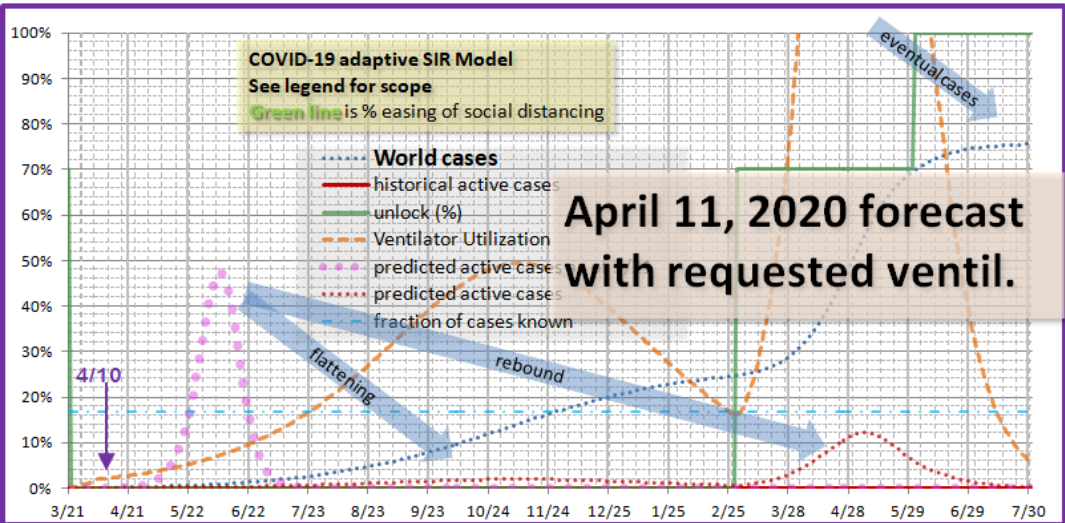 100%
90%
80%
70%
60%
50%
40%
30%
20%
10%
0%
COVID-19 adaptive SIR Model
See legend for scope
Green line is % easing of social distancing
World cases
historical active cases
unlock (%)
Ventilator Utilization
predicted active cases
predicted active cases
fraction of cases known
April 11, 2020 forecast
with requested ventil.
eventual cases
flattening
rebound
4/10
3/21 4/21 5/22 6/22 7/23 8/23 9/23 10/24 11/24 12/25 1/25 2/25 3/28 4/28 5/29 6/29 7/30